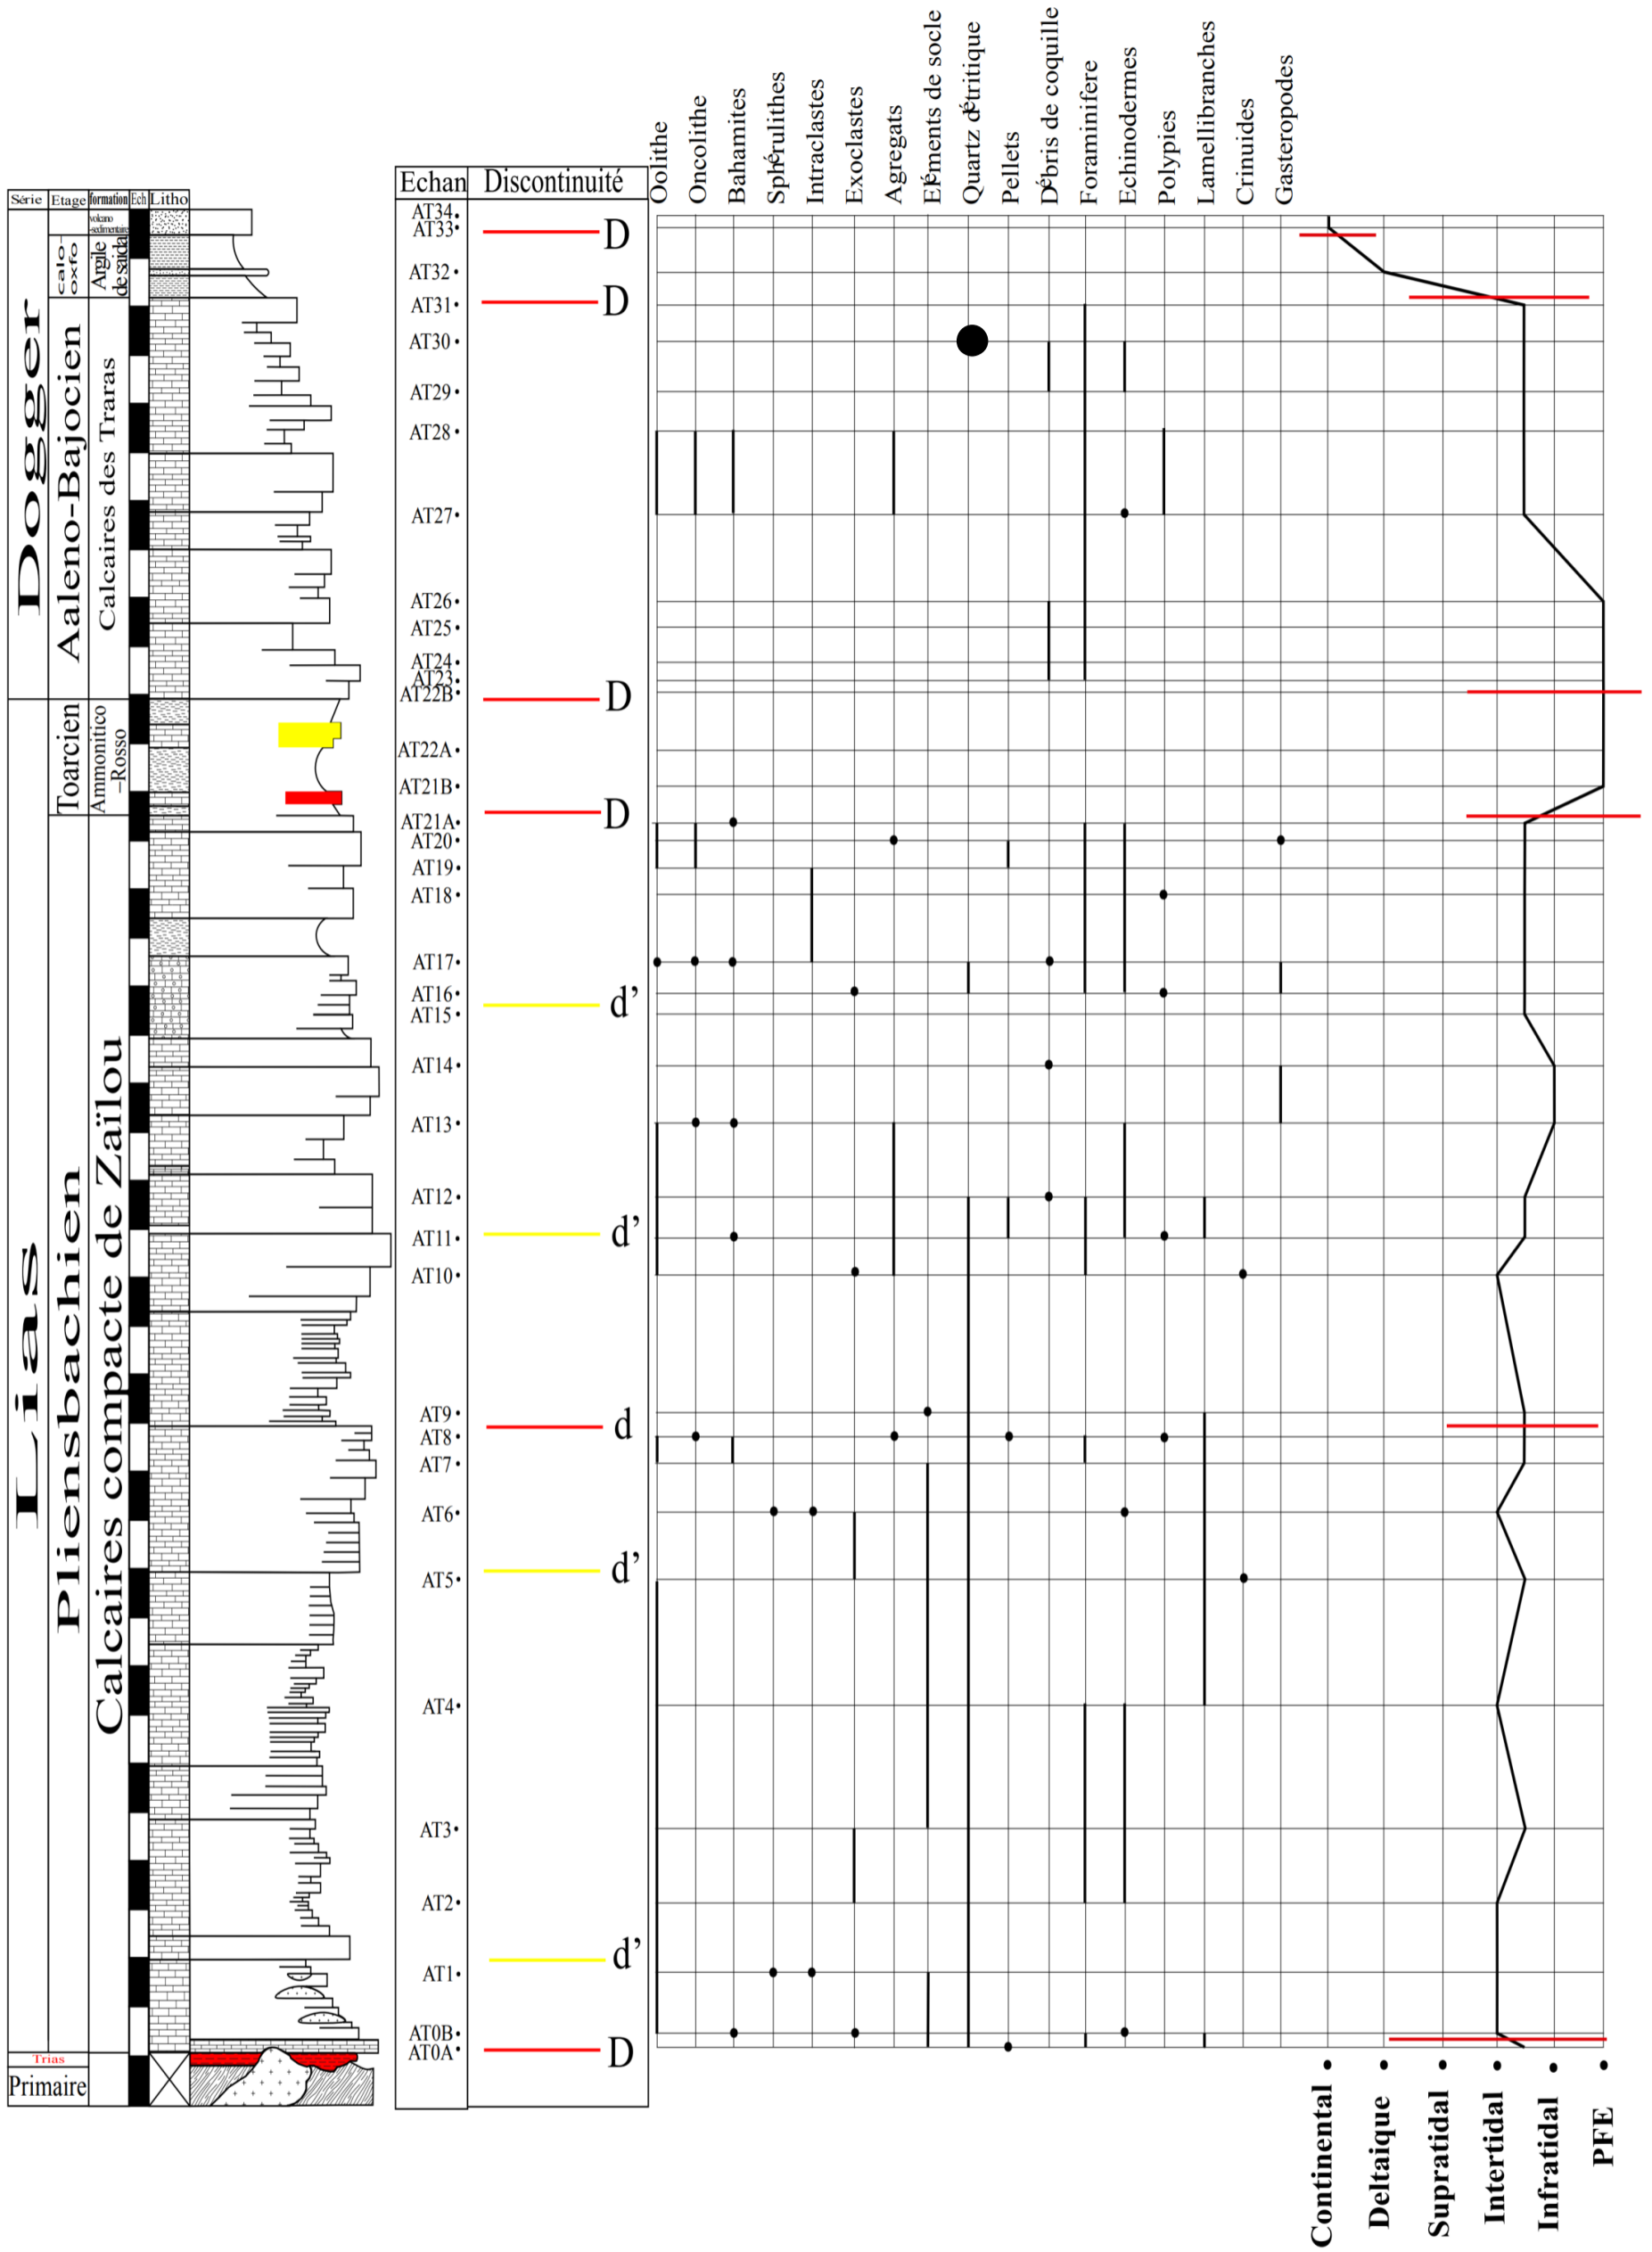 Série Etage formation Ech Litho
Echan Discontinuité
Oolithe
Oncolithe
Bahamites
Sphérulithes
Intraclastes
Exoclastes
Agregats
Eléments de socle
Quartz détritique
Pellets
Débris de coquille
Foraminifere
Echinodermes
Polypies
Lamellibranches
Crinuides
Gasteropodes
Dogger
Lias
Trias
Primaire
calo-
oxfo
Aaleno-Bajocien
Toarcien
Pliensbachien
volcano
-sedimentaire
Argile
de saida
Calcaires des Traras
Ammonitico
-Rosso
Calcaires compacte de Zaïlou
AT34
AT33
D
AT32
AT31
D
AT30
AT29
AT28
AT27
AT26
AT25
AT24
AT23
AT22B
D
AT22A
AT21B
D
AT21A
AT20
AT19
AT18
AT17
AT16
d’
AT15
AT14
AT13
AT12
AT11
d’
AT10
AT9
d
AT8
AT7
AT6
d’
AT5
AT4
AT3
AT2
d’
AT1
AT0B
AT0A
D
Continental
Deltaique
Supratidal
Intertidal
Infratidal
PFE